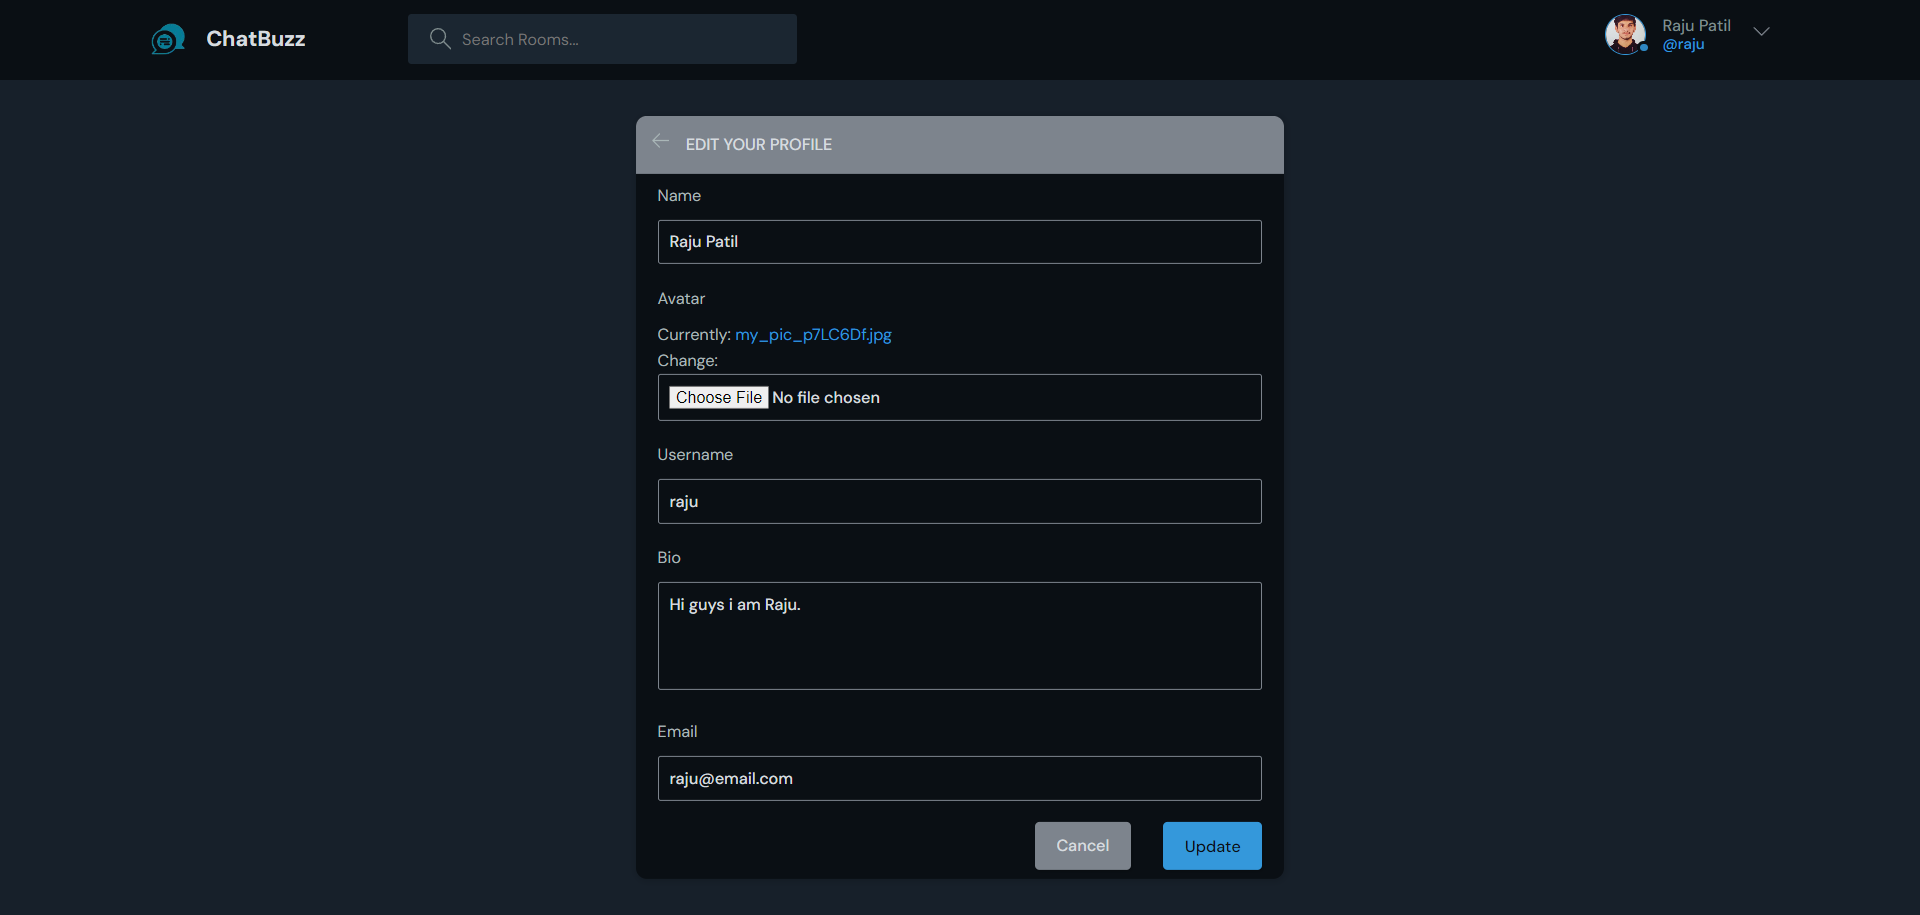 ChatBuzz
Search Rooms...
Raju Patil
@raju
EDIT YOUR PROFILE
Name
Raju Patil
Avatar
Currently: my_pic_p7LC6Df.jpg
Change:
Choose File No file chosen
Username
raju
Bio
Hi guys i am Raju.
Email
raju@email.com
Cancel
Update